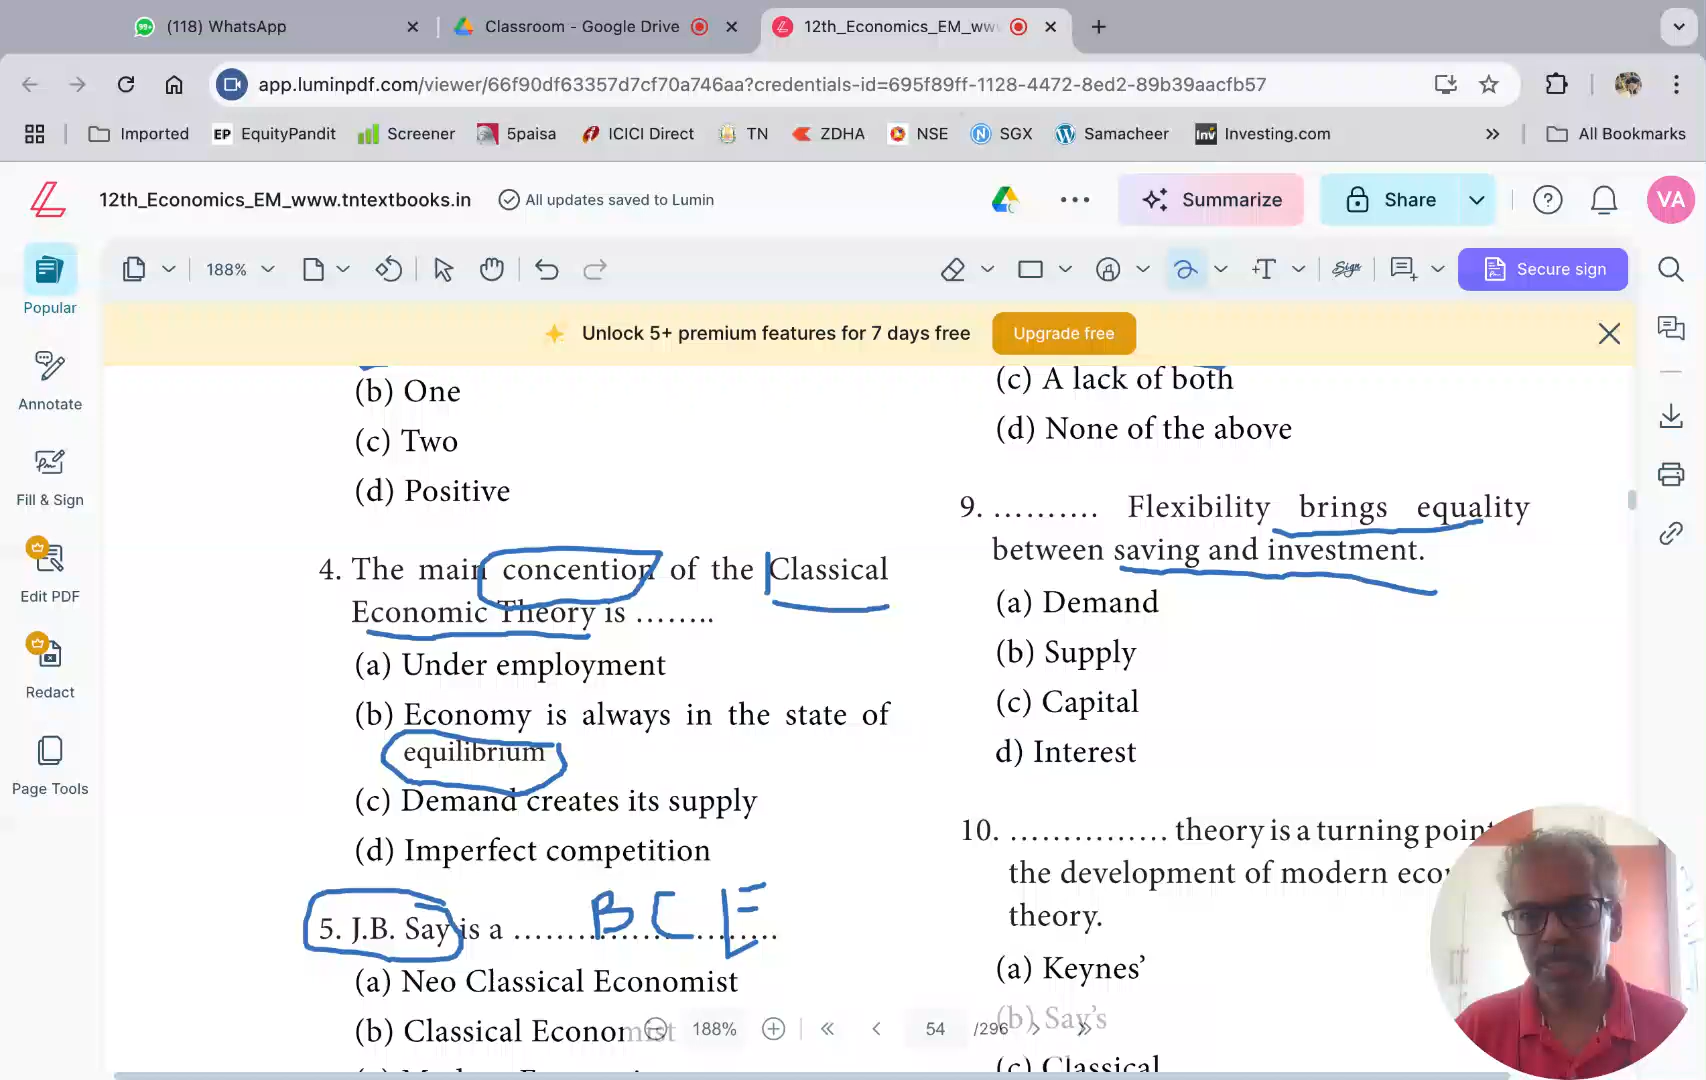 (118) WhatsApp
Classroom - Google Drive
12th_Economics_EM_ww
app.luminpdf.com/viewer/66f90df63357d7cf70a746aa?credentials-id=695f89ff-1128-4472-8ed2-89b39aacfb57
Imported
EP EquityPandit
Screener
5paisa
ICICI Direct
TN
ZDHA
NSE
N SGX
Samacheer
Inv Investing.com
»
All Bookmarks
12th_Economics_EM_www.tntextbooks.in
All updates saved to Lumin
Summarize
Share
VA
188%
T
Sign
Secure sign
Unlock 5+ premium features for 7 days free
Upgrade free
Popular
Annotate
Fill & Sign
Edit PDF
Redact
Page Tools
(b) One
(c) Two
(d) Positive
4. The main concention of the Classical
Economic Theory is ........
(a) Under employment
(b) Economy is always in the state of
equilibrium
(c) Demand creates its supply
(d) Imperfect competition
B C E
5. J.B. Say is a ...........................
(a) Neo Classical Economist
(b) Classical Economist
(c) A lack of both
(d) None of the above
9. .......... Flexibility brings equality
between saving and investment.
(a) Demand
(b) Supply
(c) Capital
d) Interest
10. ............... theory is a turning point
the development of modern eco
theory.
(a) Keynes’
(b) Say’s
(c) Classical
188%
54 /296